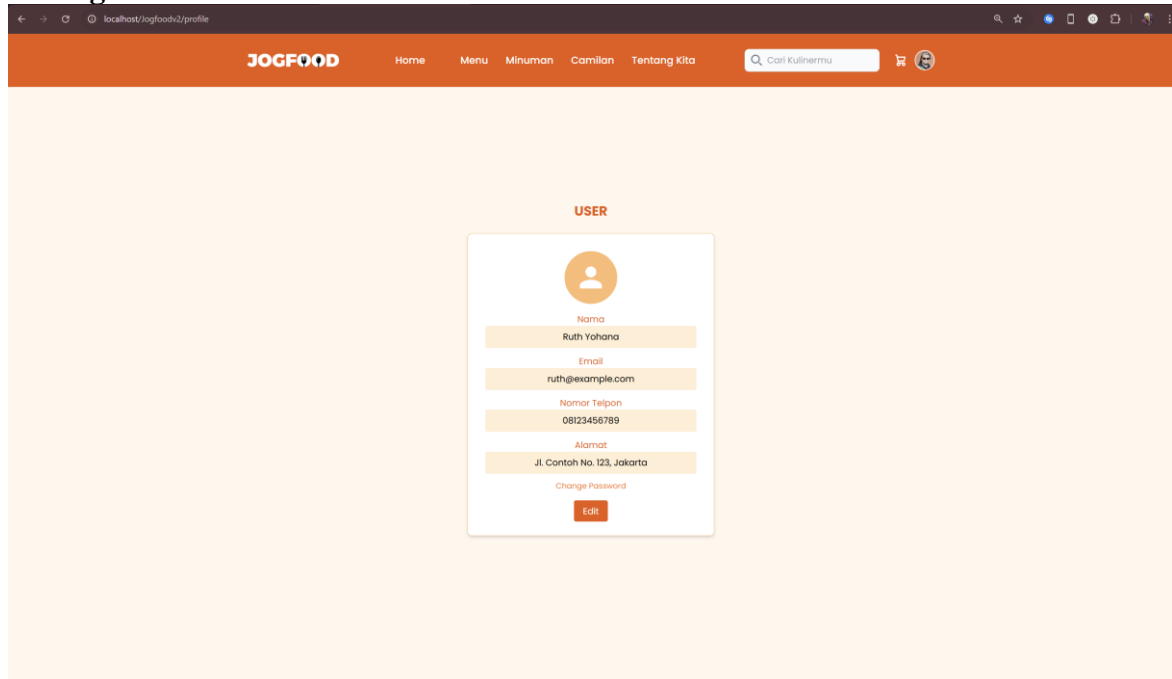 localhost/Jogfoodv2/profile
JOGFOOD Home Menu Minuman Camilan Tentang Kita Cari Kulinermu
USER
Nama
Ruth Yohana
Email
ruth@example.com
Nomor Telpon
08123456789
Alamat
Jl. Contoh No. 123, Jakarta
Change Password
Edit